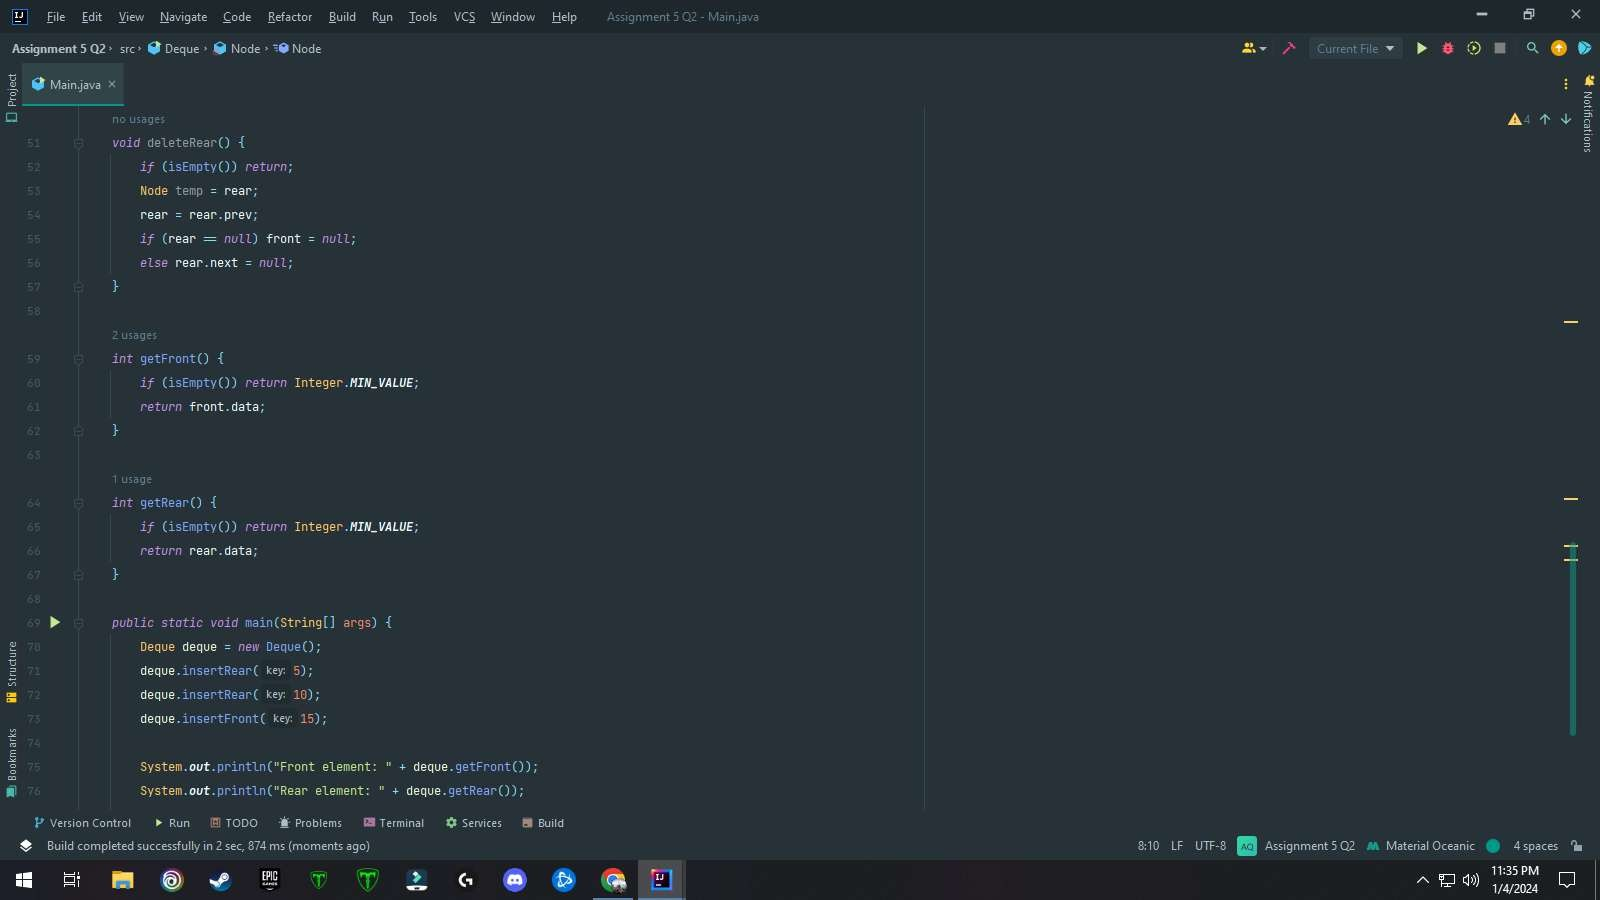 File Edit View Navigate Code Refactor Build Run Tools VCS Window Help Assignment 5 Q2 - Main.java
Assignment 5 Q2 › src › Deque › Node › Node
Current File
Project
Main.java ×
Notifications
no usages
4
51 void deleteRear() {
52 if (isEmpty()) return;
53 Node temp = rear;
54 rear = rear.prev;
55 if (rear == null) front = null;
56 else rear.next = null;
57 }
58
2 usages
59 int getFront() {
60 if (isEmpty()) return Integer.MIN_VALUE;
61 return front.data;
62 }
63
1 usage
64 int getRear() {
65 if (isEmpty()) return Integer.MIN_VALUE;
66 return rear.data;
67 }
68
69 public static void main(String[] args) {
70 Deque deque = new Deque();
71 deque.insertRear( key: 5);
72 deque.insertRear( key: 10);
73 deque.insertFront( key: 15);
74
75 System.out.println("Front element: " + deque.getFront());
76 System.out.println("Rear element: " + deque.getRear());
Structure
Bookmarks
Version Control Run TODO Problems Terminal Services Build
Build completed successfully in 2 sec, 874 ms (moments ago)
8:10 LF UTF-8 AQ Assignment 5 Q2 Material Oceanic 4 spaces
EPIC GAMES
IJ
11:35 PM
1/4/2024